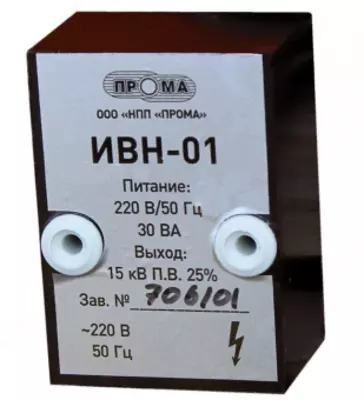 ПРОМА
ООО «НПП «ПРОМА»
ИВН-01
Питание:
220 В/50 Гц
30 ВА
Выход:
15 кВ П.В. 25%
Зав. № 706101
~220 В
50 Гц